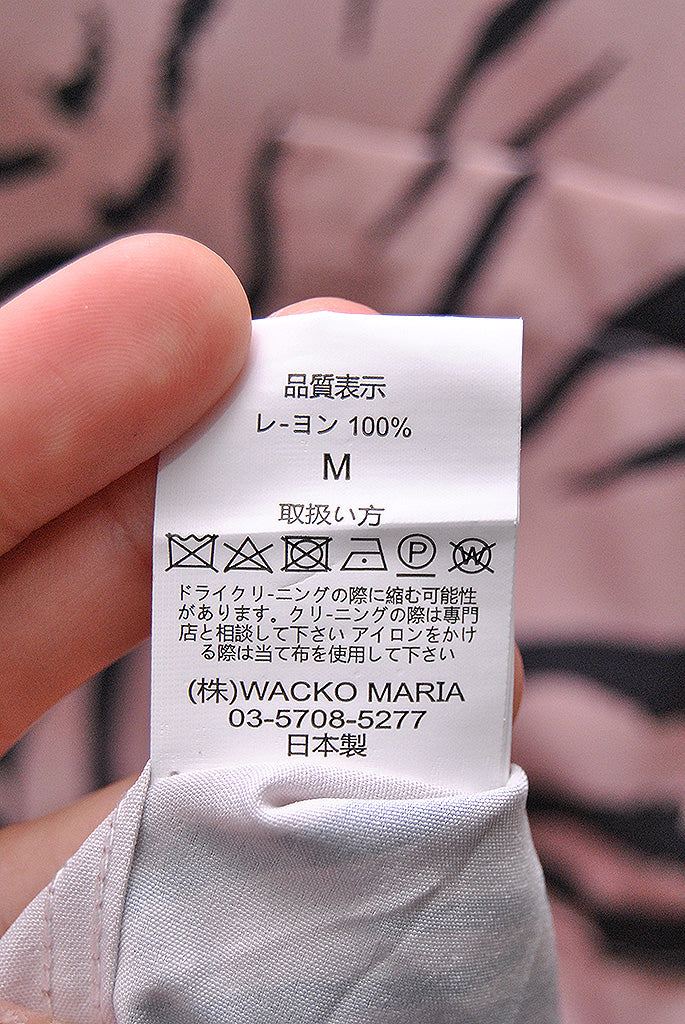 品質表示
レ-ヨン 100%
M
取扱い方
P W
ドライクリ-ニングの際に縮む可能性
があります。クリ-ニングの際は専門
店と相談して下さい アイロンをかけ
る際は当て布を使用して下さい
(株)WACKO MARIA
03-5708-5277
日本製